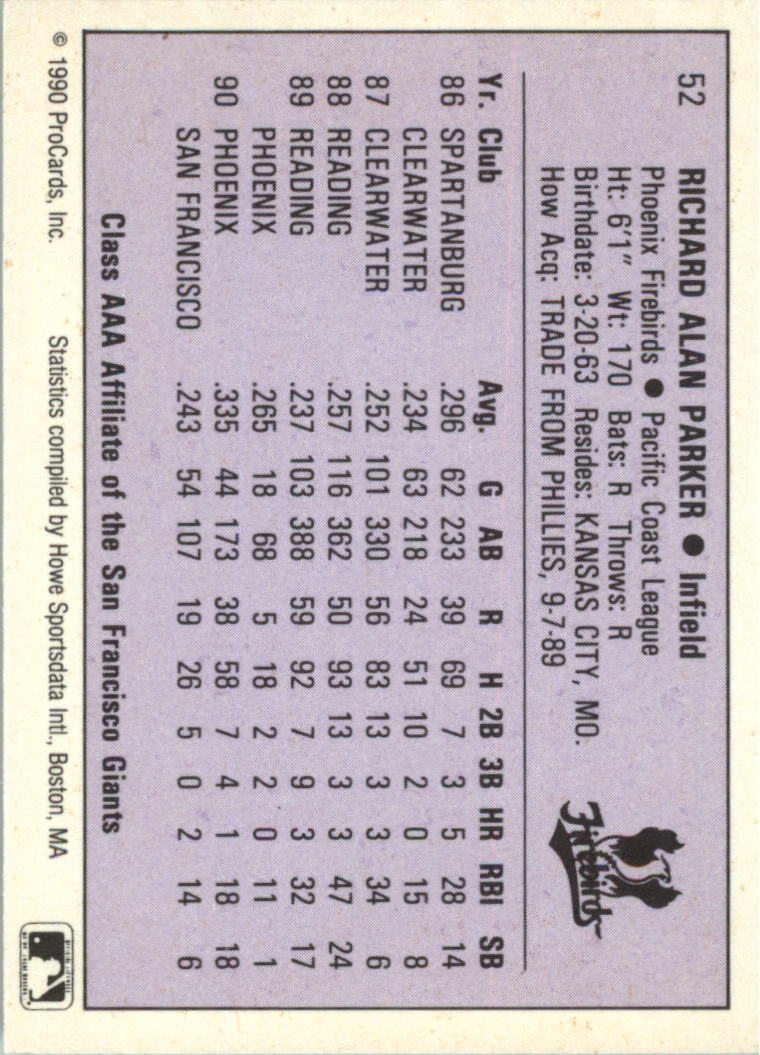 52 RICHARD ALAN PARKER ● Infield
Phoenix Firebirds ● Pacific Coast League
Ht: 6'1" Wt: 170 Bats: R Throws: R
Birthdate: 3-20-63 Resides: KANSAS CITY, MO.
How Acq: TRADE FROM PHILLIES, 9-7-89
Firebirds
Yr. Club Avg. G AB R H 2B 3B HR RBI SB
86 SPARTANBURG .296 62 233 39 69 7 3 5 28 14
CLEARWATER .234 63 218 24 51 10 2 0 15 8
87 CLEARWATER .252 101 330 56 83 13 3 3 34 6
88 READING .257 116 362 50 93 13 3 3 47 24
89 READING .237 103 388 59 92 7 9 3 32 17
PHOENIX .265 18 68 5 18 2 2 0 11 1
90 PHOENIX .335 44 173 38 58 7 4 1 18 18
SAN FRANCISCO .243 54 107 19 26 5 0 2 14 6
Class AAA Affiliate of the San Francisco Giants
© 1990 ProCards, Inc. Statistics compiled by Howe Sportsdata Intl., Boston, MA